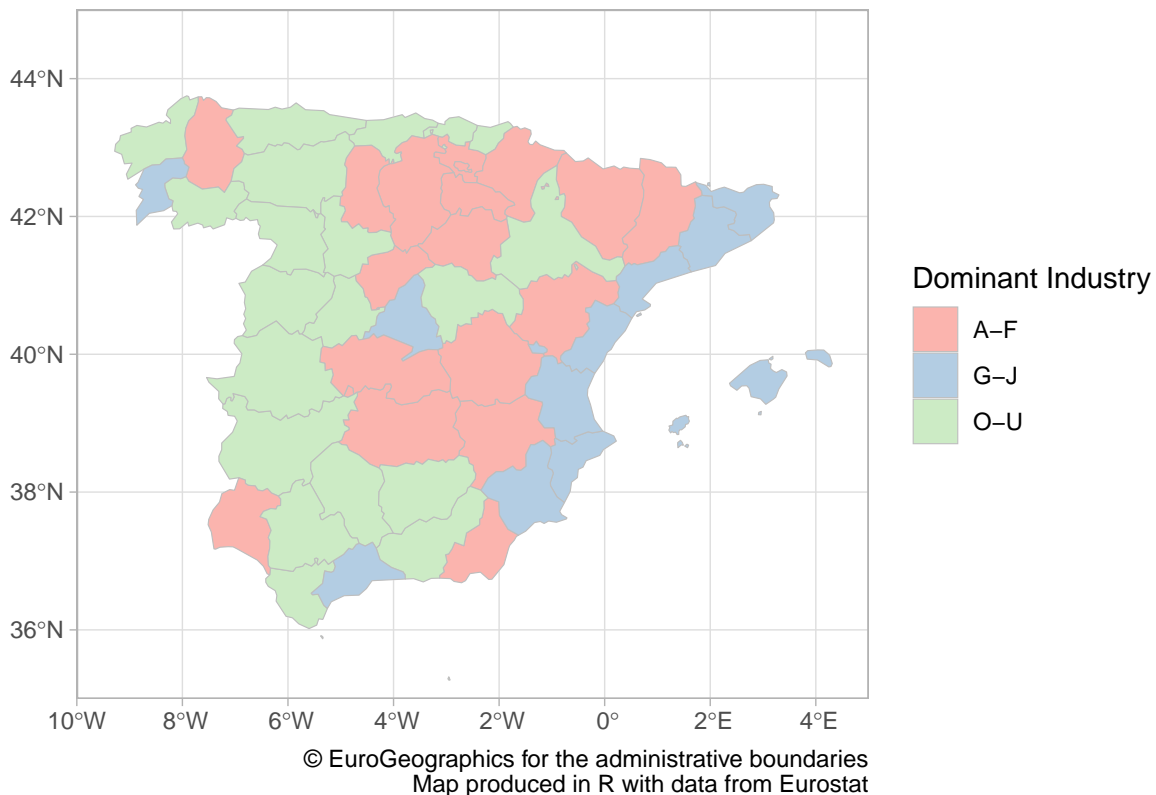 44°N
42°N
40°N
38°N
36°N
10°W 8°W 6°W 4°W 2°W 0° 2°E 4°E
Dominant Industry
A–F
G–J
O–U
© EuroGeographics for the administrative boundaries
Map produced in R with data from Eurostat